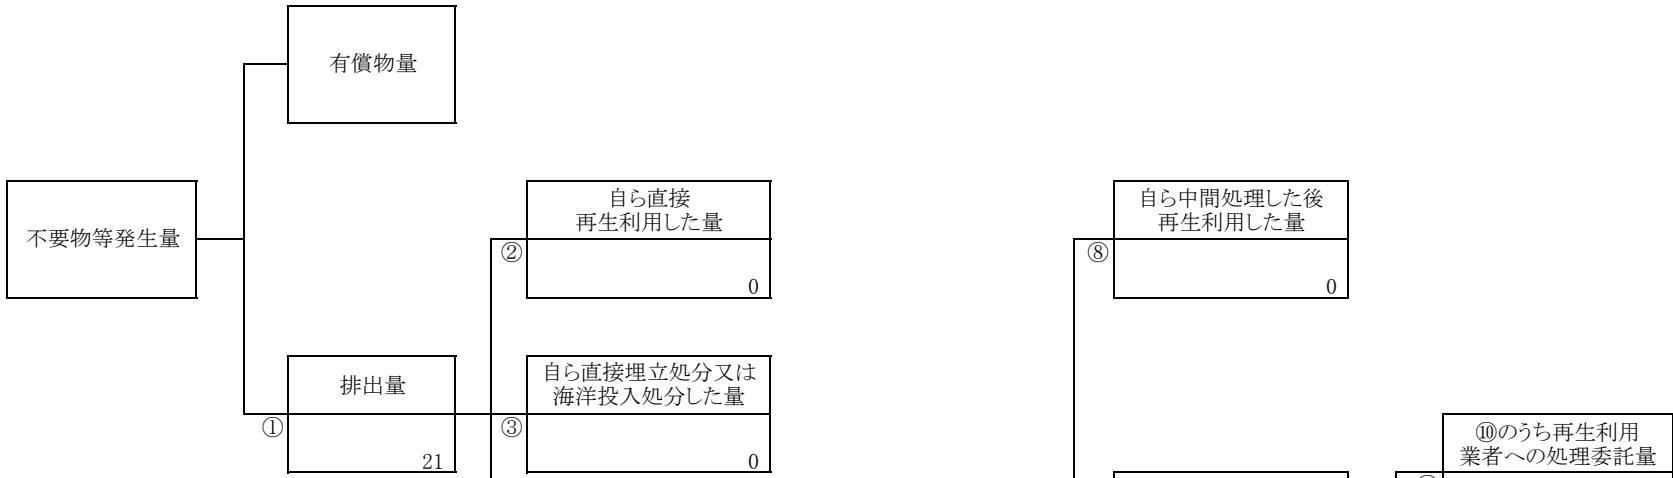 有償物量
不要物等発生量
自ら直接
再生利用した量
②
0
自ら中間処理した後
再生利用した量
⑧
0
排出量
①
21
自ら直接埋立処分又は
海洋投入処分した量
③
0
⑩のうち再生利用
業者への処理委託量